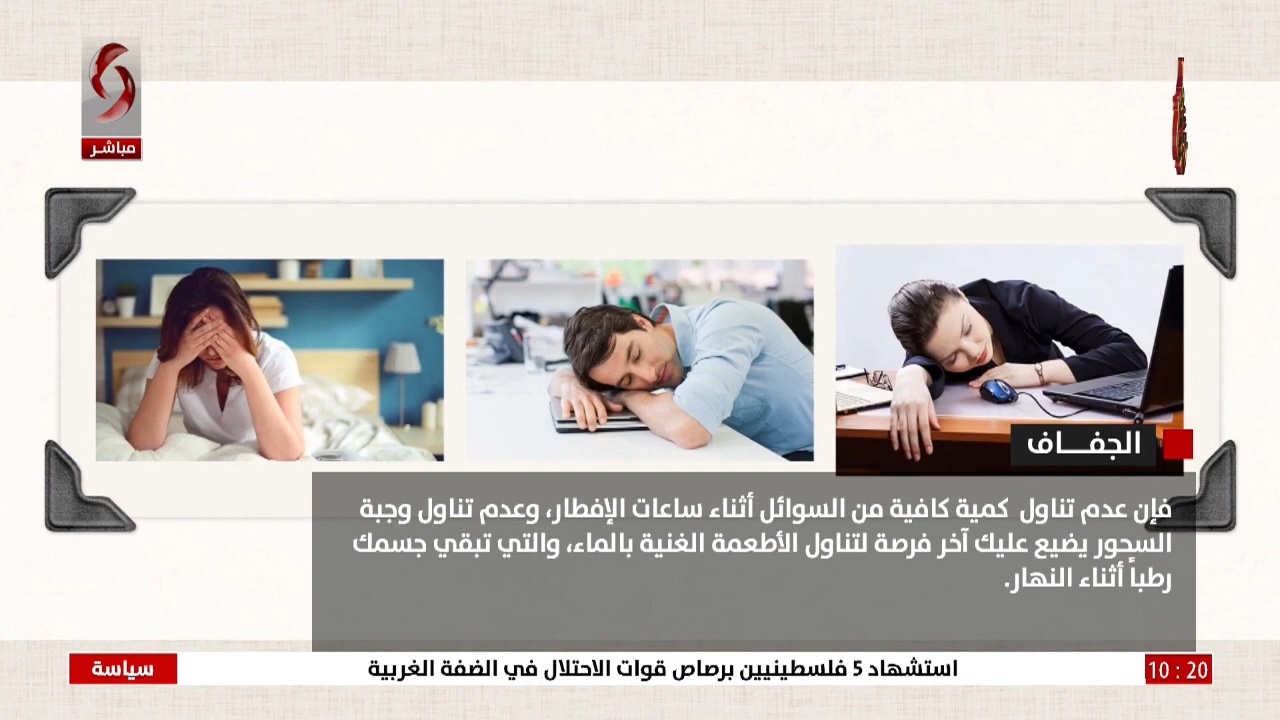 مباشر
الجفـــاف
فإن عدم تناول كمية كافية من السوائل أثناء ساعات الإفطار، وعدم تناول وجبة
السحور يضيع عليك آخر فرصة لتناول الأطعمة الغنية بالماء، والتي تبقي جسمك
رطباً أثناء النهار.
10 : 20
استشهاد 5 فلسطينيين برصاص قوات الاحتلال في الضفة الغربية
سياسة